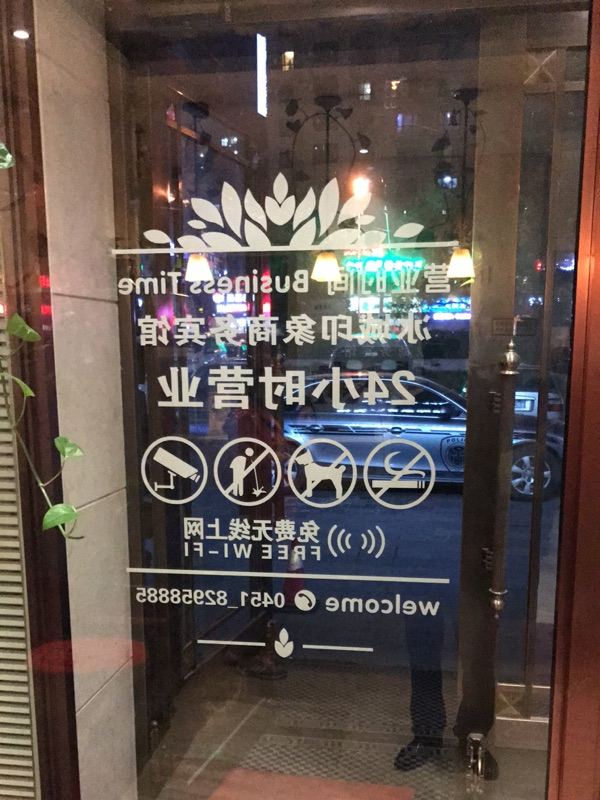 营业时间 Business Time
冰城印象商务宾馆
24小时营业
免费无线上网
FREE WI-FI
welcome 0451_82958885